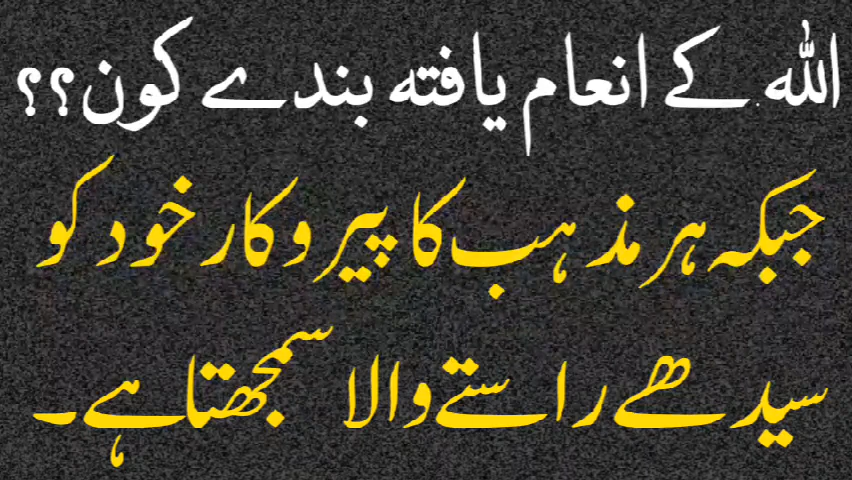 اللہ کے انعام یافتہ بندے کون؟؟
جبکہ ہر مذہب کا پیروکار خود کو
سیدھے راستے والا سمجھتا ہے۔